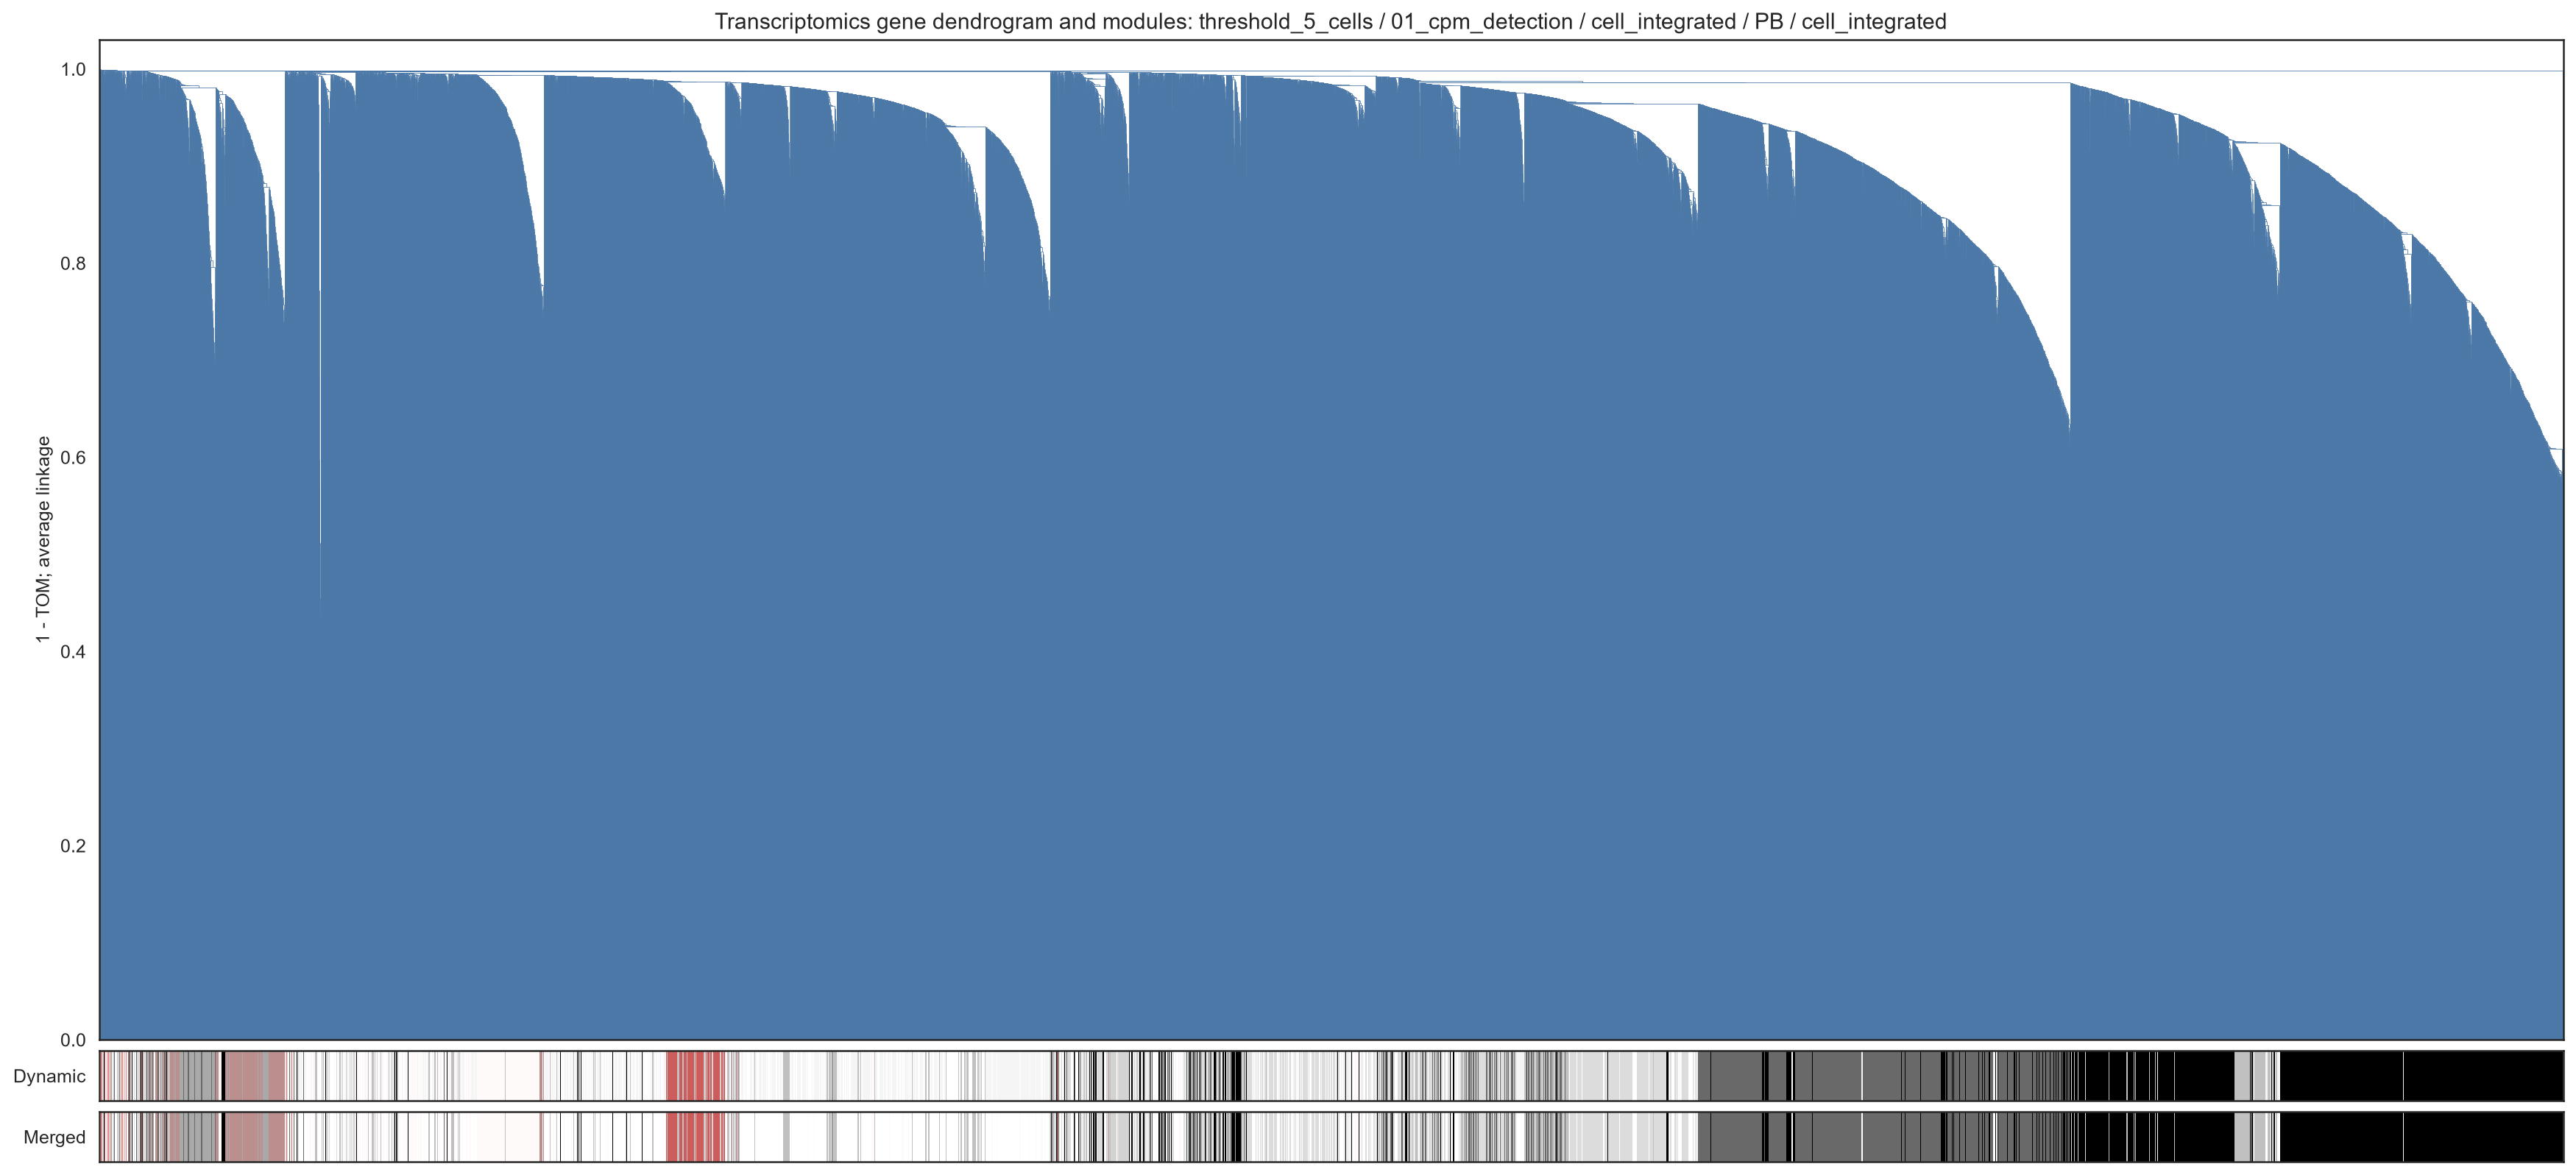 Transcriptomics gene dendrogram and modules: threshold_5_cells / 01_cpm_detection / cell_integrated / PB / cell_integrated
1 - TOM; average linkage
1.0
0.8
0.6
0.4
0.2
0.0
Dynamic
Merged